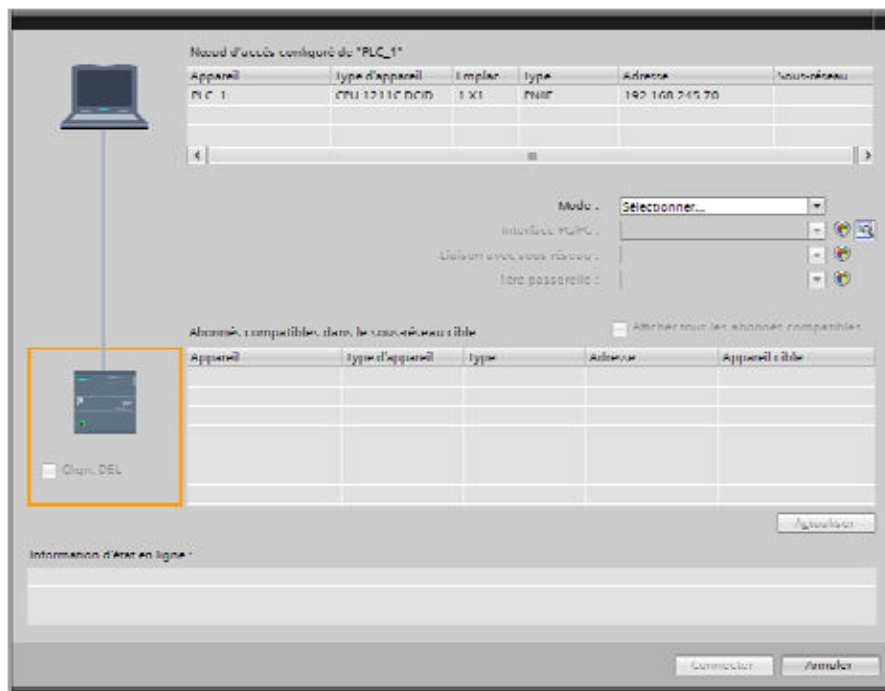 Nœud d'accès configuré de "PLC_1"
Appareil Type d'appareil Emplac Type Adresse Sous-réseau
PLC_1 CPU 1211C DC/D 1 X1 PN/IE 192.168.245.70
Mode : Sélectionner...
Interface PG/PC :
Liaison avec sous-réseau :
1ère passerelle :
Abonnés compatibles dans le sous-réseau cible
Afficher tout les abonnés compatibles
Appareil Type d'appareil Type Adresse Appareil cible
Clign. DEL
Actualiser
Information d'état en ligne :
Connecter Annuler